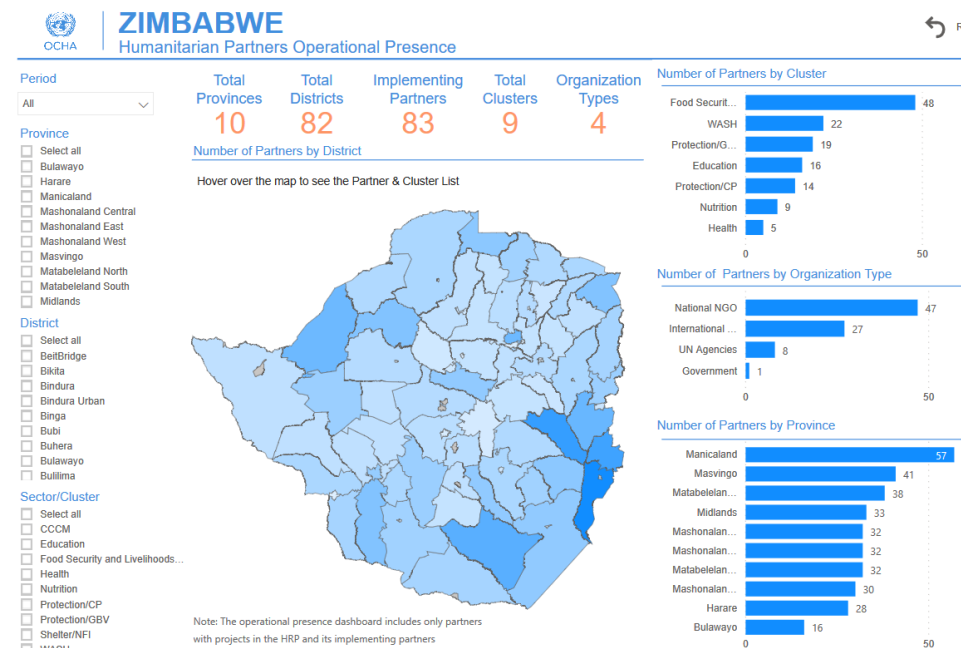 ZIMBABWE
OCHA
Humanitarian Partners Operational Presence
R
Period
All
Province
Select all
Bulawayo
Harare
Manicaland
Mashonaland Central
Mashonaland East
Mashonaland West
Masvingo
Matabeleland North
Matabeleland South
Midlands
District
Select all
BeitBridge
Bikita
Bindura
Bindura Urban
Binga
Bubi
Buhera
Bulawayo
Bulilima
Sector/Cluster
Select all
CCCM
Education
Food Security and Livelihoods...
Health
Nutrition
Protection/CP
Protection/GBV
Shelter/NFI
WASH
Total Provinces
10
Total Districts
82
Implementing Partners
83
Total Clusters
9
Organization Types
4
Number of Partners by District
Hover over the map to see the Partner & Cluster List
Note: The operational presence dashboard includes only partners
with projects in the HRP and its implementing partners
Number of Partners by Cluster
Food Securit... 48
WASH 22
Protection/G... 19
Education 16
Protection/CP 14
Nutrition 9
Health 5
0 50
Number of Partners by Organization Type
National NGO 47
International ... 27
UN Agencies 8
Government 1
0 50
Number of Partners by Province
Manicaland 57
Masvingo 41
Matabelelan... 38
Midlands 33
Mashonalan... 32
Mashonalan... 32
Matabelelan... 32
Mashonalan... 30
Harare 28
Bulawayo 16
0 50